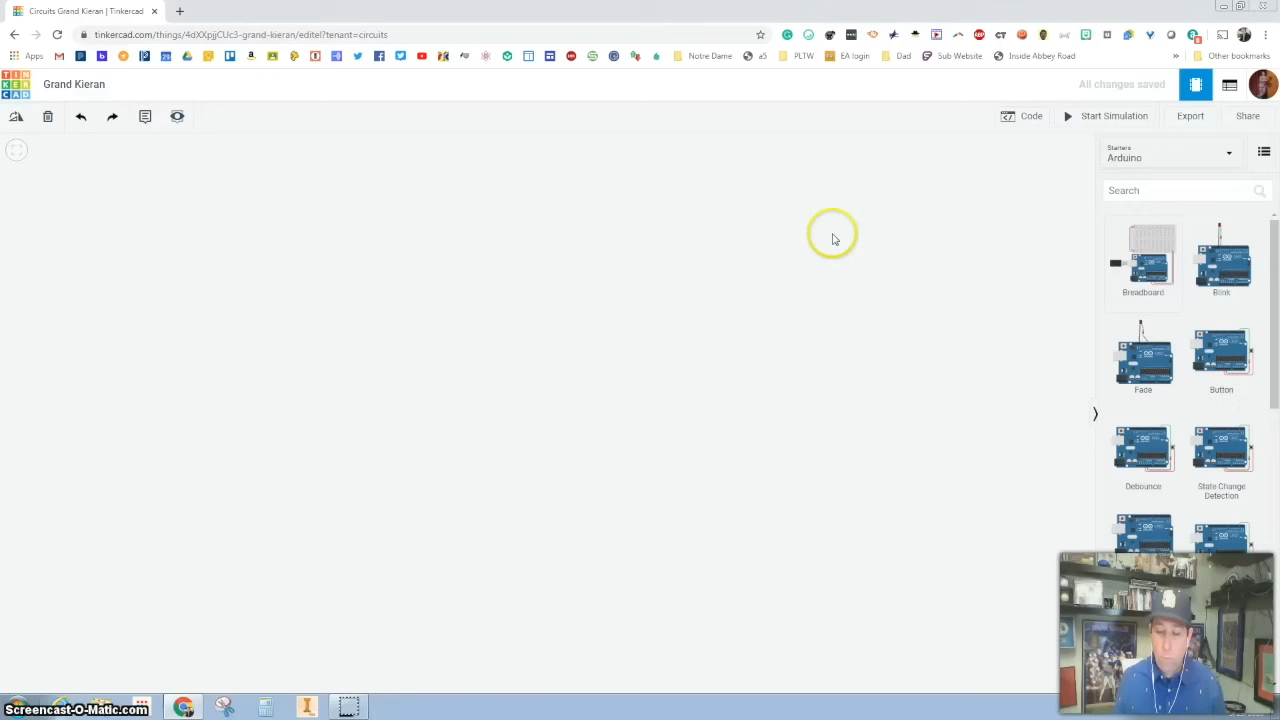 Circuits Grand Kieran | Tinkercad
tinkercad.com/things/4dXXpjjCUc3-grand-kieran/editel?tenant=circuits
Apps
Notre Dame
a5
PLTW
EA login
Dad
Sub Website
Inside Abbey Road
Other bookmarks
TIN
KER
CAD
Grand Kieran
All changes saved
Code
Start Simulation
Export
Share
Starters
Arduino
Search
Breadboard
Blink
Fade
Button
Debounce
State Change
Detection
Screencast-O-Matic.com